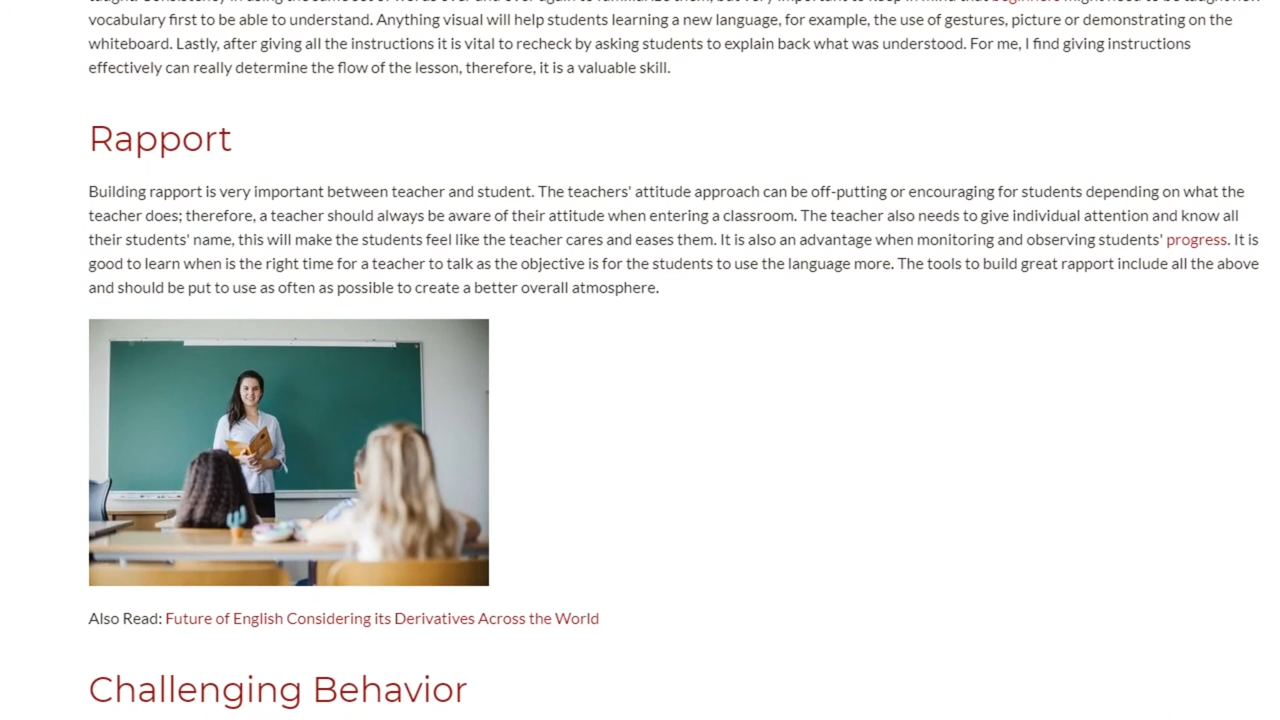 vocabulary first to be able to understand. Anything visual will help students learning a new language, for example, the use of gestures, picture or demonstrating on the
whiteboard. Lastly, after giving all the instructions it is vital to recheck by asking students to explain back what was understood. For me, I find giving instructions
effectively can really determine the flow of the lesson, therefore, it is a valuable skill.
Rapport
Building rapport is very important between teacher and student. The teachers' attitude approach can be off-putting or encouraging for students depending on what the
teacher does; therefore, a teacher should always be aware of their attitude when entering a classroom. The teacher also needs to give individual attention and know all
their students' name, this will make the students feel like the teacher cares and eases them. It is also an advantage when monitoring and observing students' progress. It is
good to learn when is the right time for a teacher to talk as the objective is for the students to use the language more. The tools to build great rapport include all the above
and should be put to use as often as possible to create a better overall atmosphere.
Also Read: Future of English Considering its Derivatives Across the World
Challenging Behavior